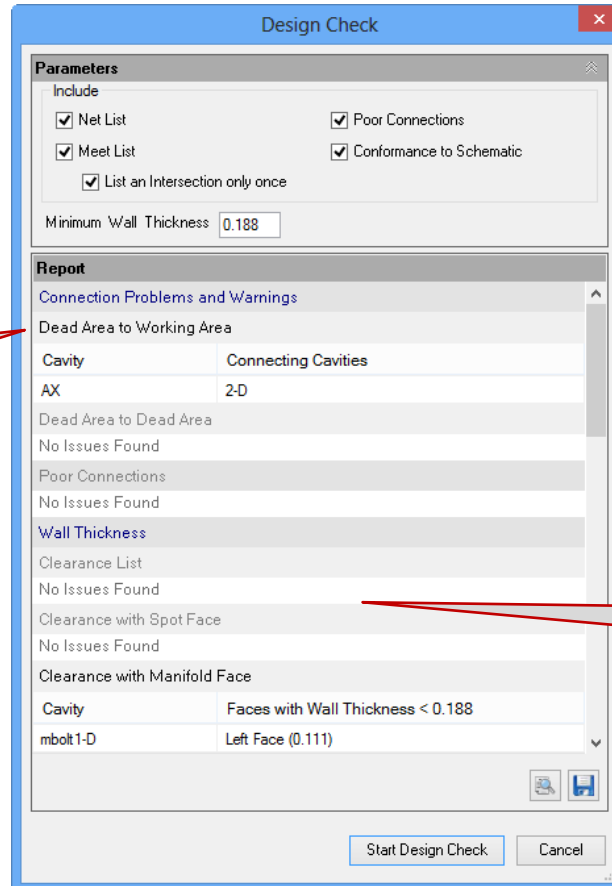 Design Check
Parameters
Include
Net List
Poor Connections
Meet List
Conformance to Schematic
List an Intersection only once
Minimum Wall Thickness 0.188
Report
Connection Problems and Warnings
Dead Area to Working Area
Cavity Connecting Cavities
AX 2-D
Dead Area to Dead Area
No Issues Found
Poor Connections
No Issues Found
Wall Thickness
Clearance List
No Issues Found
Clearance with Spot Face
No Issues Found
Clearance with Manifold Face
Cavity Faces with Wall Thickness < 0.188
mbolt1-D Left Face (0.111)
Start Design Check Cancel